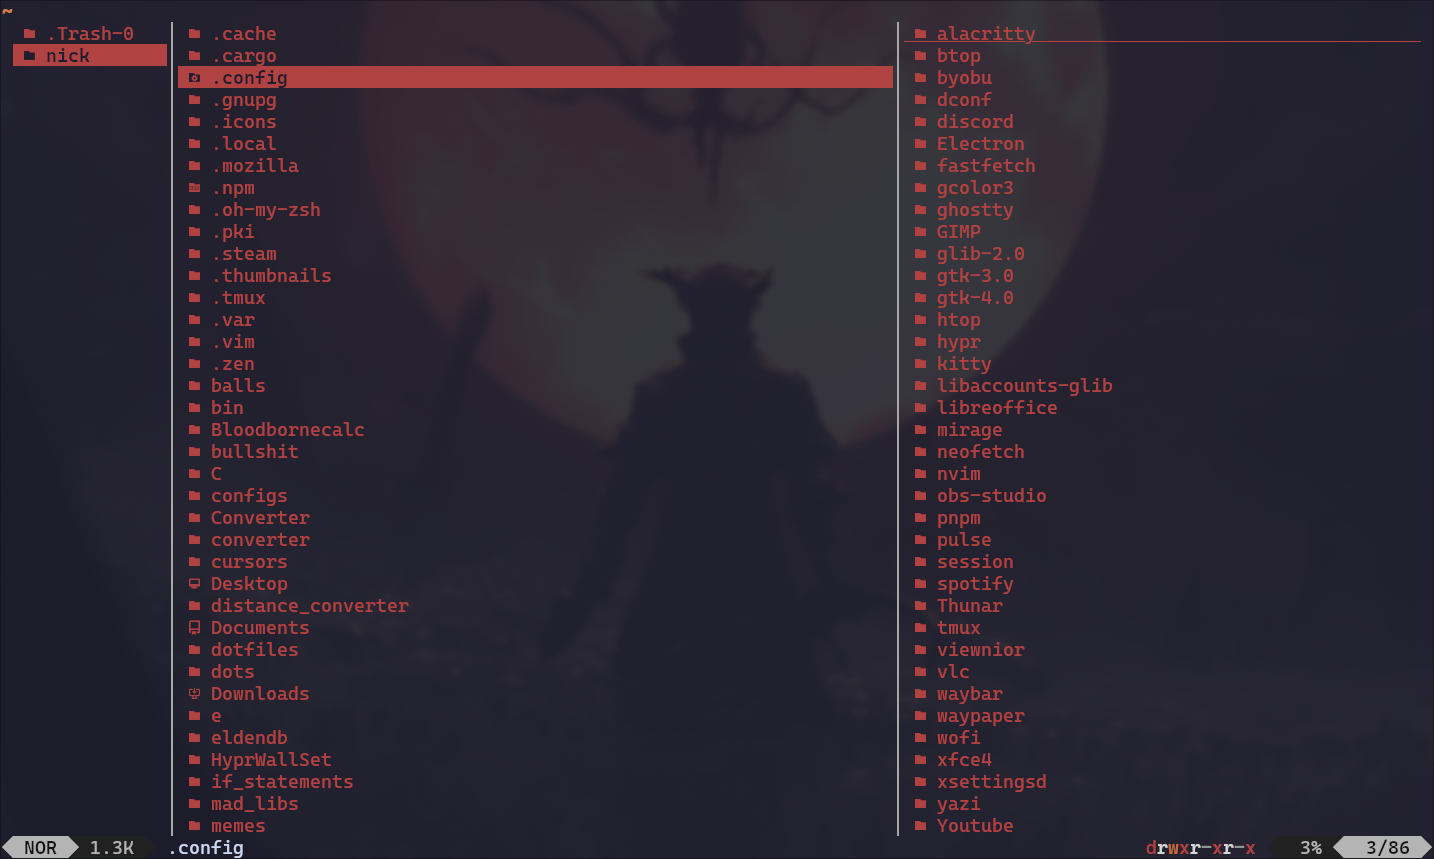 ~
.Trash-0
nick
.cache
.cargo
.config
.gnupg
.icons
.local
.mozilla
.npm
.oh-my-zsh
.pki
.steam
.thumbnails
.tmux
.var
.vim
.zen
balls
bin
Bloodbornecalc
bullshit
C
configs
Converter
converter
cursors
Desktop
distance_converter
Documents
dotfiles
dots
Downloads
e
eldendb
HyprWallSet
if_statements
mad_libs
memes
alacritty
btop
byobu
dconf
discord
Electron
fastfetch
gcolor3
ghostty
GIMP
glib-2.0
gtk-3.0
gtk-4.0
htop
hypr
kitty
libaccounts-glib
libreoffice
mirage
neofetch
nvim
obs-studio
pnpm
pulse
session
spotify
Thunar
tmux
viewnior
vlc
waybar
waypaper
wofi
xfce4
xsettingsd
yazi
Youtube
NOR 1.3K .config drwxr-xr-x 3% 3/86